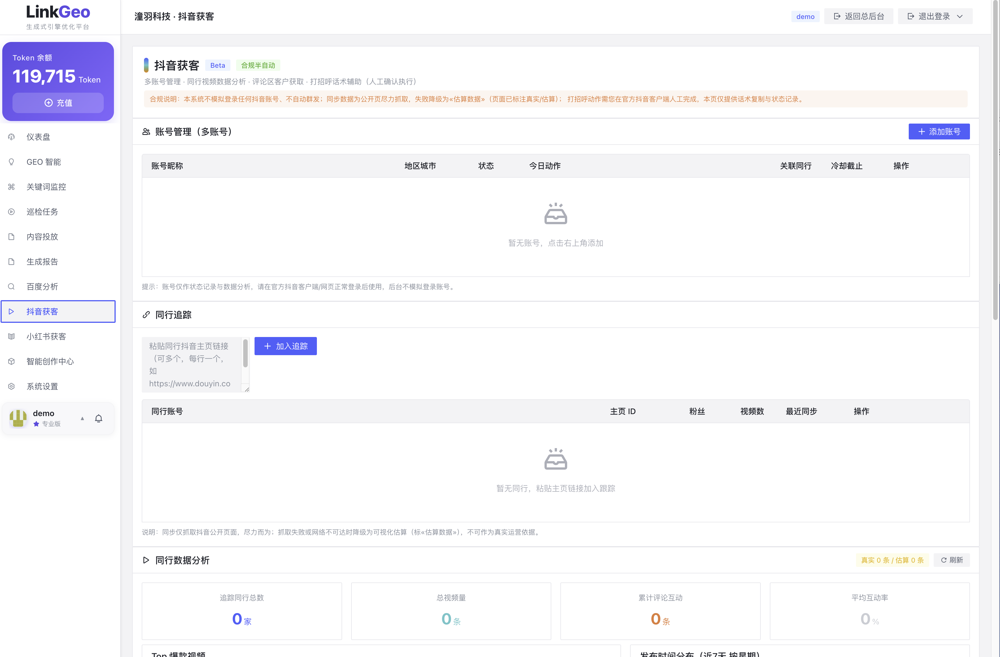 LinkGeo
生成式引擎优化平台
潼羽科技 · 抖音获客
demo
返回总后台
退出登录
Token 余额
119,715 Token
充值
仪表盘
GEO 智能
关键词监控
巡检任务
内容投放
生成报告
百度分析
抖音获客
小红书获客
智能创作中心
系统设置
demo
专业版
抖音获客 Beta 合规半自动
多账号管理 · 同行视频数据分析 · 评论区客户获取 · 打招呼话术辅助（人工确认执行）
合规说明：本系统不模拟登录任何抖音账号、不自动群发；同步数据为公开页尽力抓取，失败降级为«估算数据»（页面已标注真实/估算）； 打招呼动作需您在官方抖音客户端人工完成，本页仅提供话术复制与状态记录。
账号管理（多账号）
添加账号
账号昵称 地区城市 状态 今日动作 关联同行 冷却截止 操作
暂无账号，点击右上角添加
提示：账号仅作状态记录与数据分析，请在官方抖音客户端/网页正常登录后使用，后台不模拟登录账号。
同行追踪
粘贴同行抖音主页链接
（可多个，每行一个，
如
https://www.douyin.co
加入追踪
同行账号 主页 ID 粉丝 视频数 最近同步 操作
暂无同行，粘贴主页链接加入跟踪
说明：同步仅抓取抖音公开页面，尽力而为；抓取失败或网络不可达时降级为可视化估算（标«估算数据»），不可作为真实运营依据。
同行数据分析
真实 0 条 / 估算 0 条
刷新
追踪同行总数
0 家
总视频量
0 条
累计评论互动
0 条
平均互动率
0 %
Top 爆款视频
发布时间分布（近7天 按星期）